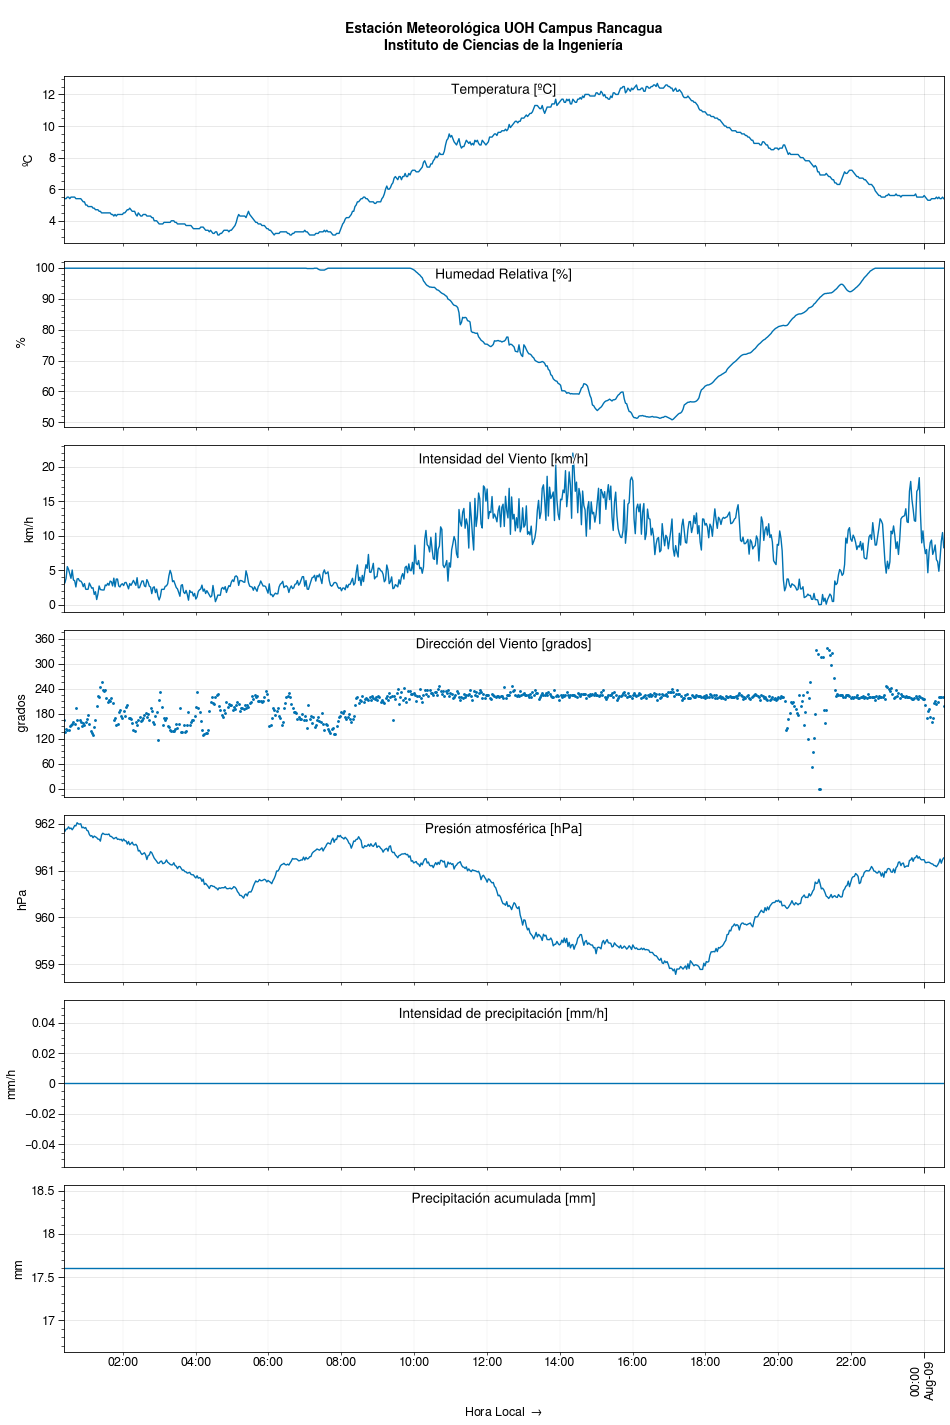 Estación Meteorológica UOH Campus Rancagua
Instituto de Ciencias de la Ingeniería
Temperatura [ºC]
12
10
8
6
4
ºC
Humedad Relativa [%]
100
90
80
70
60
50
%
Intensidad del Viento [km/h]
20
15
10
5
0
km/h
Dirección del Viento [grados]
360
300
240
180
120
60
0
grados
Presión atmosférica [hPa]
962
961
960
959
hPa
Intensidad de precipitación [mm/h]
0.04
0.02
0
−0.02
−0.04
mm/h
Precipitación acumulada [mm]
18.5
18
17.5
17
mm
02:00 04:00 06:00 08:00 10:00 12:00 14:00 16:00 18:00 20:00 22:00 00:00
Aug-09
Hora Local →